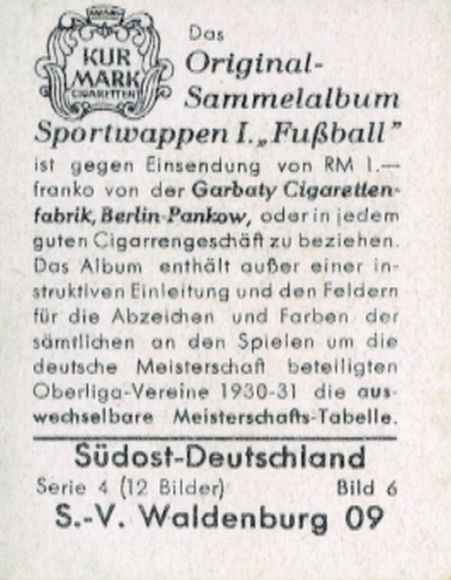 KUR
MARK
CIGARETTEN
Das
Original-
Sammelalbum
Sportwappen I. „Fußball”
ist gegen Einsendung von RM 1.—
franko von der Garbaty Cigaretten-
fabrik, Berlin-Pankow, oder in jedem
guten Cigarrengeschäft zu beziehen.
Das Album enthält außer einer in-
struktiven Einleitung und den Feldern
für die Abzeichen und Farben der
sämtlichen an den Spielen um die
deutsche Meisterschaft beteiligten
Oberliga-Vereine 1930-31 die aus-
wechselbare Meisterschafts-Tabelle.
Südost-Deutschland
Serie 4 (12 Bilder) Bild 6
S.-V. Waldenburg 09